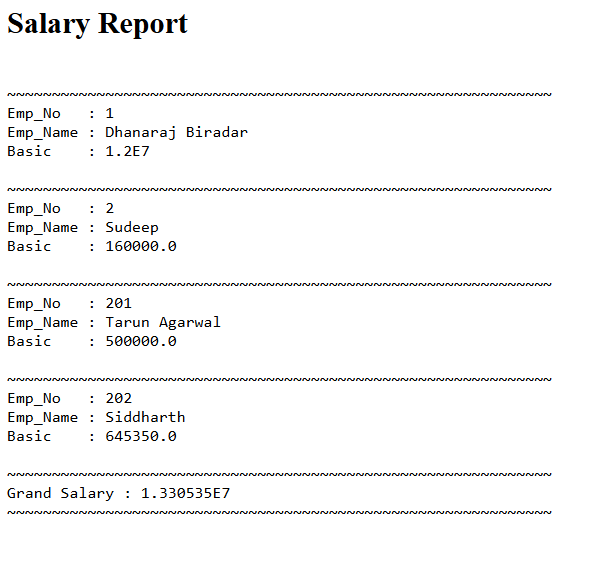 Salary Report
~~~~~~~~~~~~~~~~~~~~~~~~~~~~~~~~~~~~~~~~~~~~~~~~~~~~~~~~~~~~~
Emp_No   : 1
Emp_Name : Dhanaraj Biradar
Basic    : 1.2E7
~~~~~~~~~~~~~~~~~~~~~~~~~~~~~~~~~~~~~~~~~~~~~~~~~~~~~~~~~~~~~
Emp_No   : 2
Emp_Name : Sudeep
Basic    : 160000.0
~~~~~~~~~~~~~~~~~~~~~~~~~~~~~~~~~~~~~~~~~~~~~~~~~~~~~~~~~~~~~
Emp_No   : 201
Emp_Name : Tarun Agarwal
Basic    : 500000.0
~~~~~~~~~~~~~~~~~~~~~~~~~~~~~~~~~~~~~~~~~~~~~~~~~~~~~~~~~~~~~
Emp_No   : 202
Emp_Name : Siddharth
Basic    : 645350.0
~~~~~~~~~~~~~~~~~~~~~~~~~~~~~~~~~~~~~~~~~~~~~~~~~~~~~~~~~~~~~
Grand Salary : 1.330535E7
~~~~~~~~~~~~~~~~~~~~~~~~~~~~~~~~~~~~~~~~~~~~~~~~~~~~~~~~~~~~~